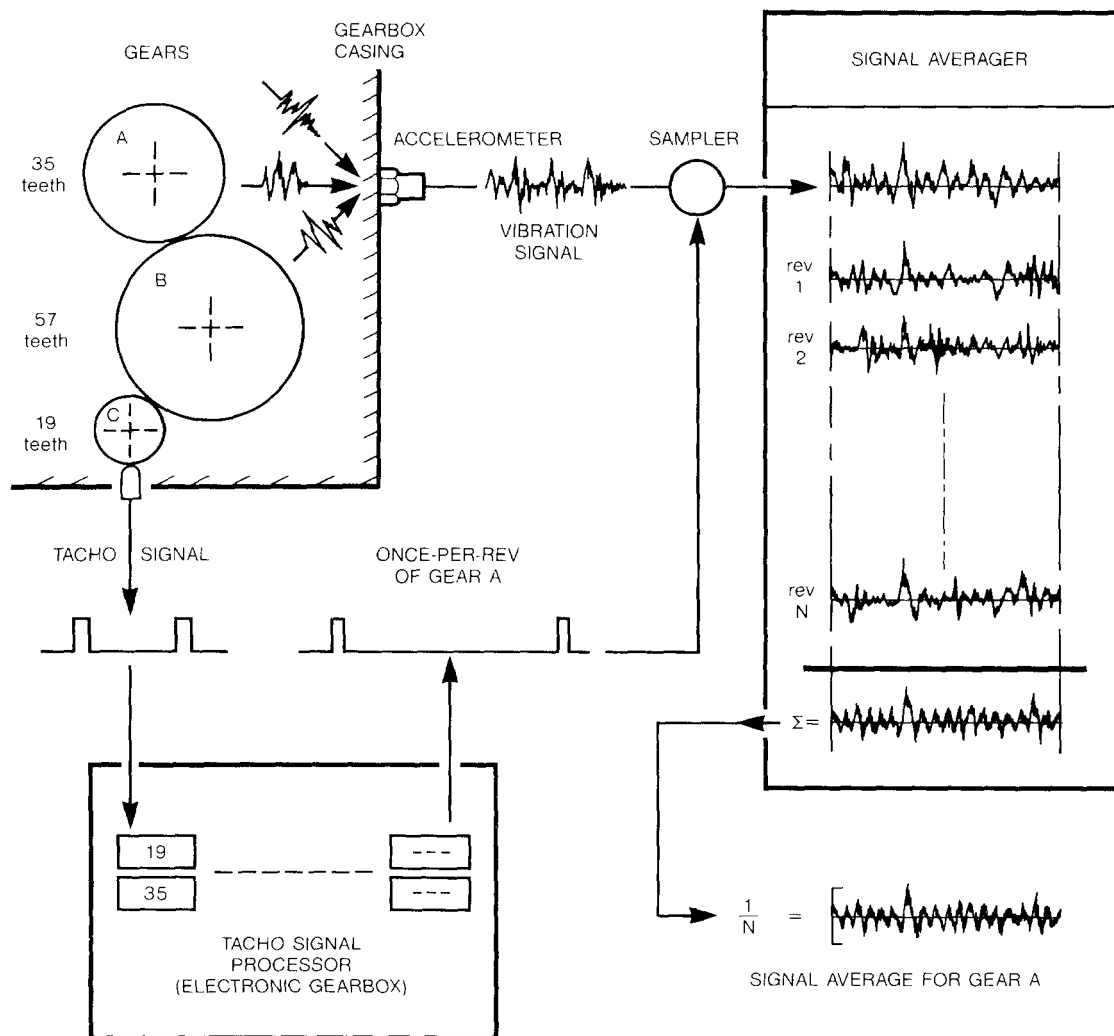 GEARS
GEARBOX
CASING
SIGNAL AVERAGER
A
35
teeth
ACCELEROMETER
SAMPLER
VIBRATION
SIGNAL
B
57
teeth
rev
1
rev
2
C
19
teeth
TACHO SIGNAL
ONCE-PER-REV
OF GEAR A
rev
N
Σ=
19
---
35
---
TACHO SIGNAL
PROCESSOR
(ELECTRONIC GEARBOX)
1
N
= [
SIGNAL AVERAGE FOR GEAR A